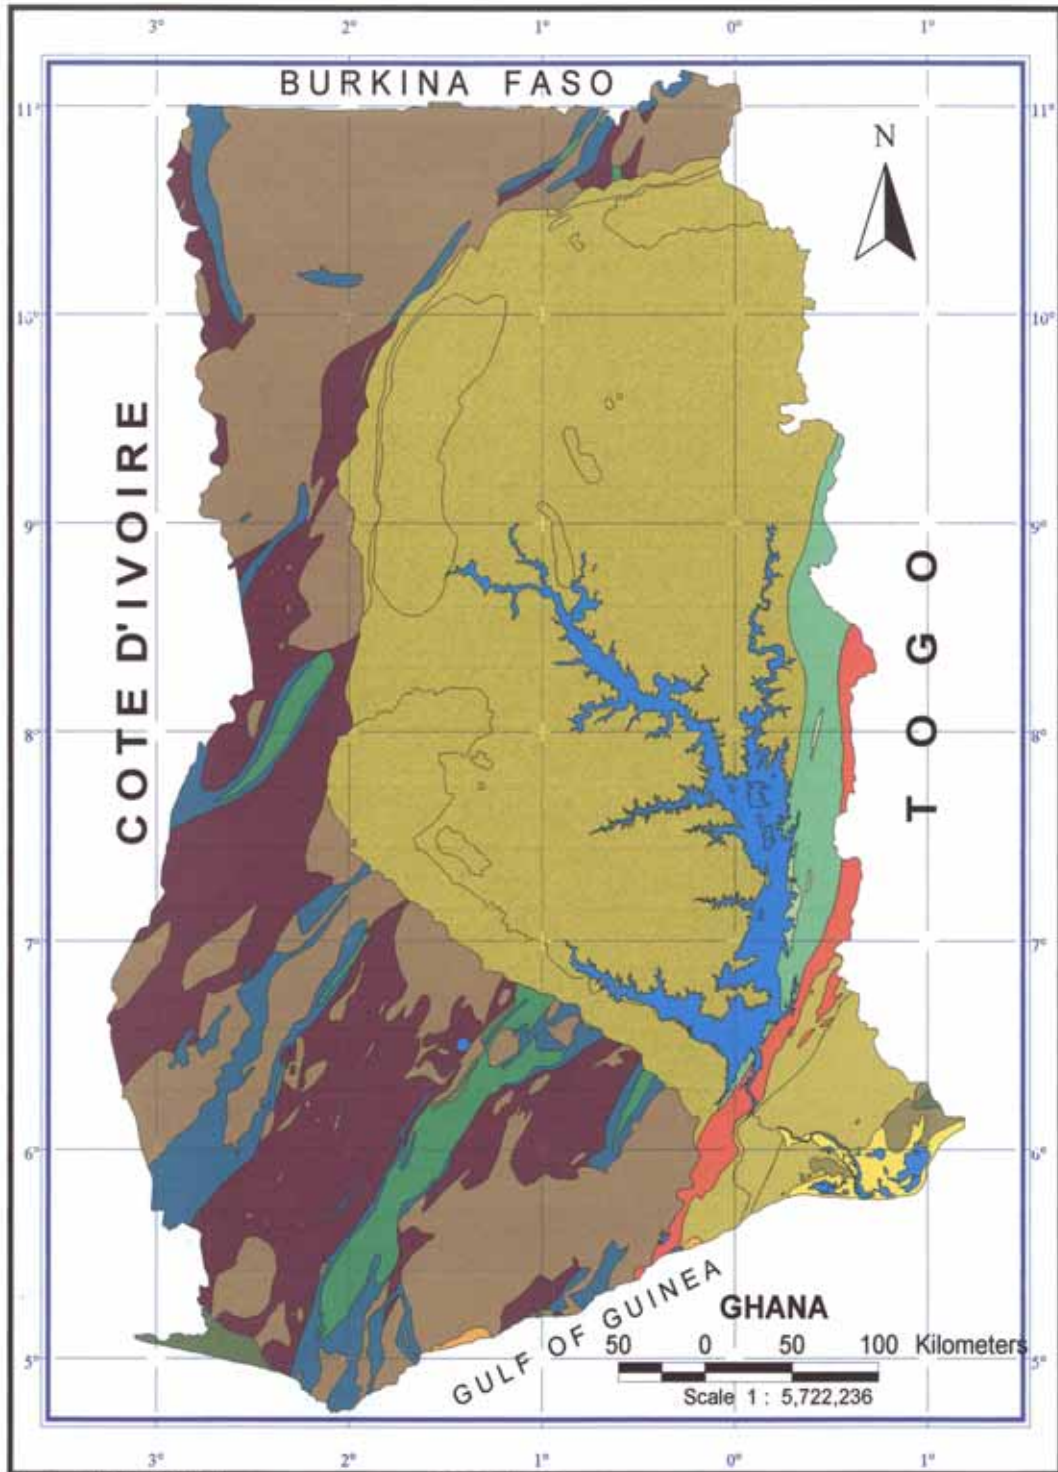 3° 2° 1° 0° 1°
BURKINA FASO
11° 11°
N
10° 10°
COTE D'IVOIRE
9° 9°
TOGO
8° 8°
7° 7°
6° 6°
GULF OF GUINEA
GHANA
50 0 50 100 Kilometers
5° 5°
Scale 1 : 5,722,236
3° 2° 1° 0° 1°